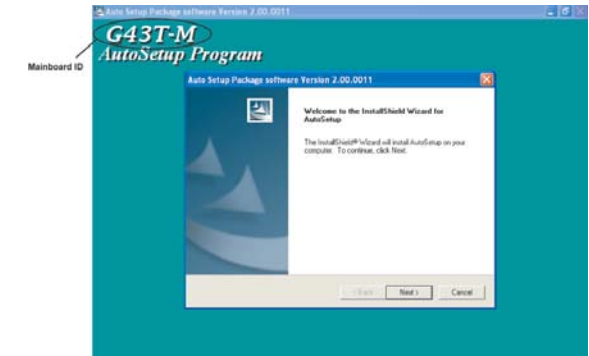 Auto Setup Package software Version 2.00.0011
G43T-M
AutoSetup Program
Mainboard ID
Auto Setup Package software Version 2.00.0011
Welcome to the InstallShield Wizard for
AutoSetup
The InstallShield® Wizard will install AutoSetup on your
computer. To continue, click Next.
< Back
Next >
Cancel